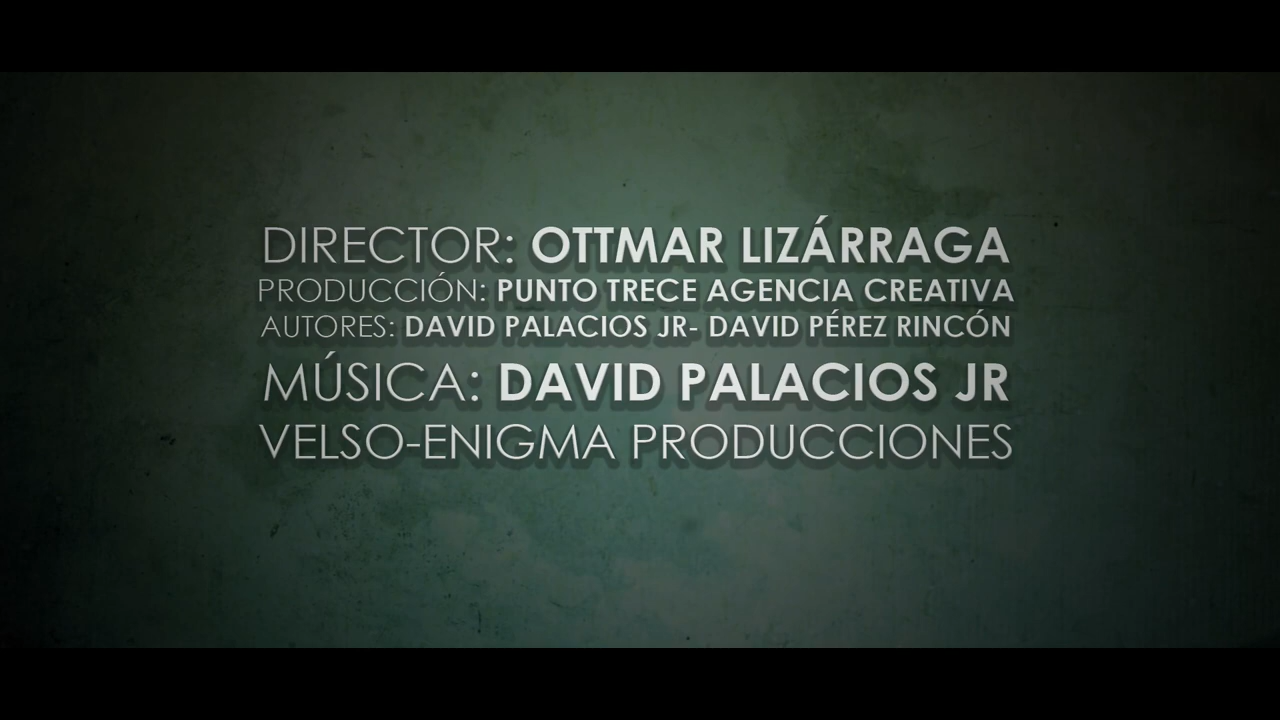 DIRECTOR: OTTMAR LIZÁRRAGA
PRODUCCIÓN: PUNTO TRECE AGENCIA CREATIVA
AUTORES: DAVID PALACIOS JR- DAVID PÉREZ RINCÓN
MÚSICA: DAVID PALACIOS JR
VELSO-ENIGMA PRODUCCIONES